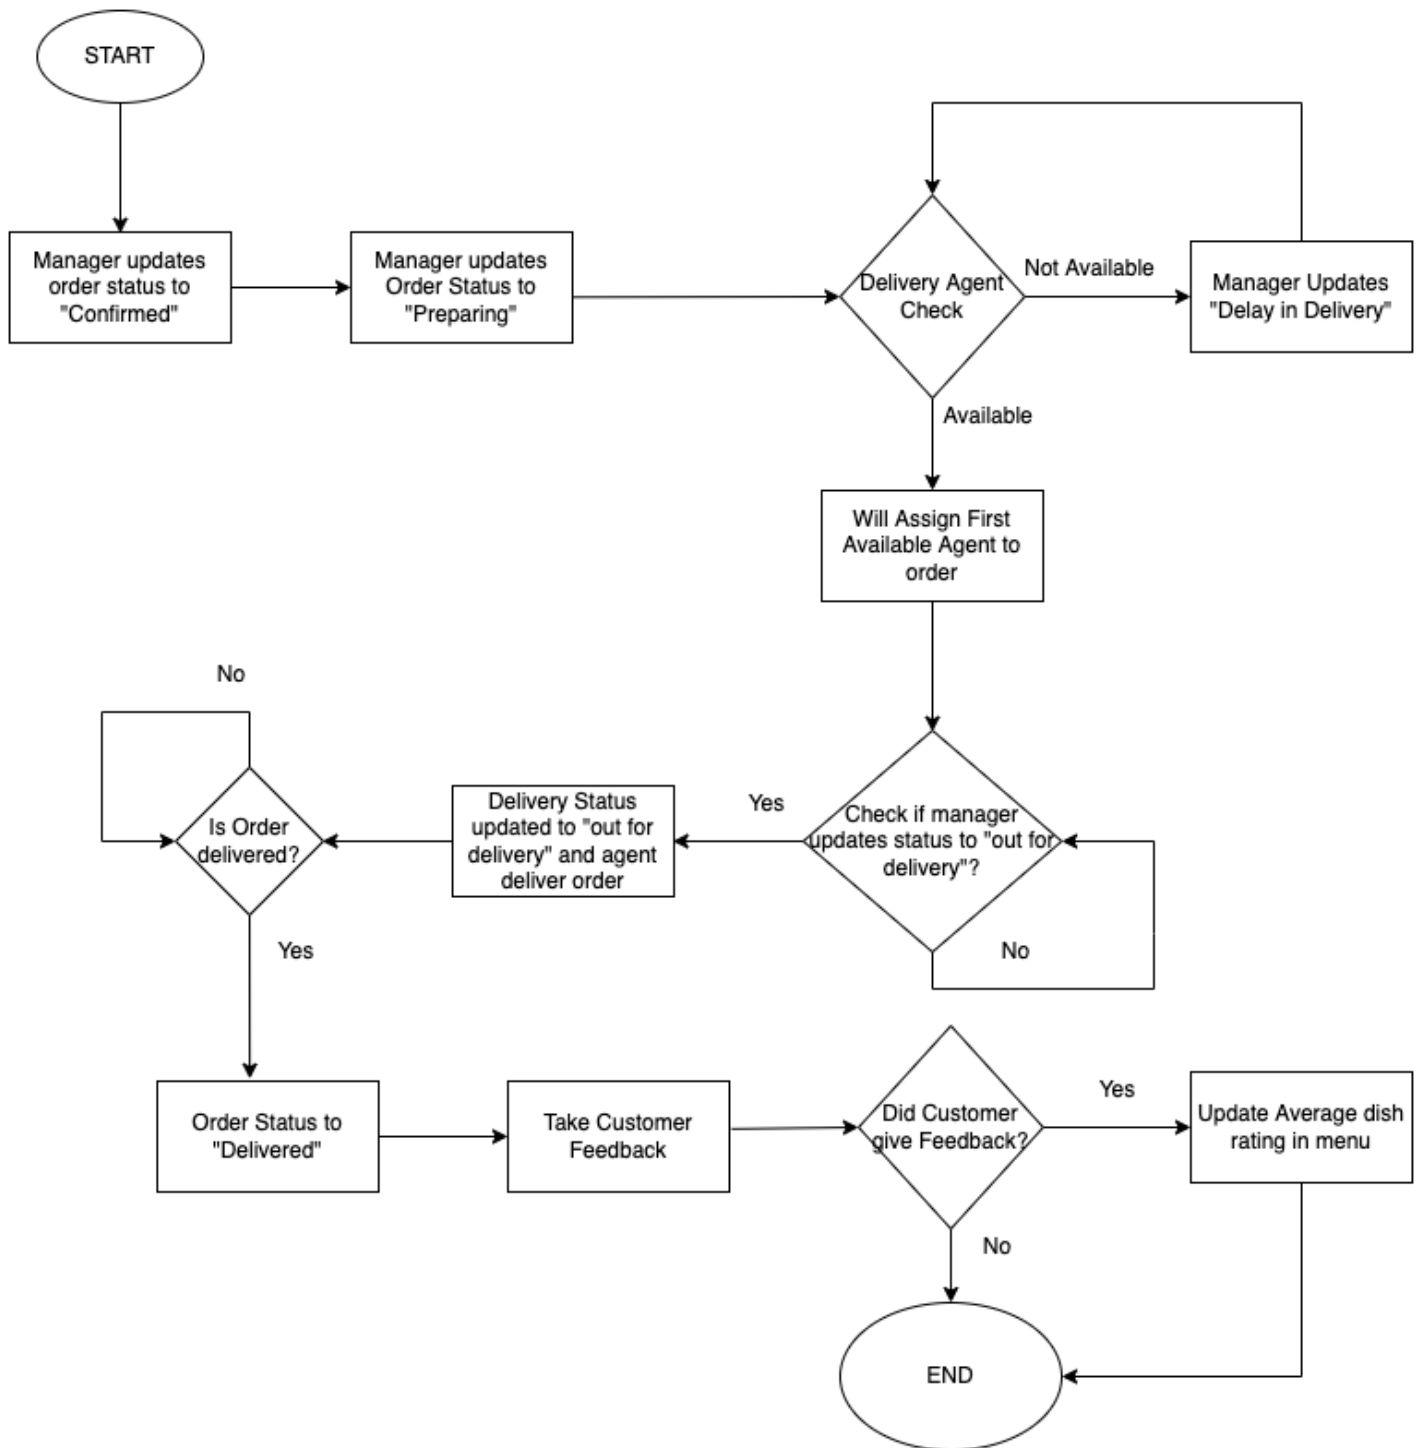 START
Manager updates
order status to
"Confirmed"
Manager updates
Order Status to
"Preparing"
Delivery Agent
Check
Not Available
Manager Updates
"Delay in Delivery"
Available
Will Assign First
Available Agent to
order
Check if manager
updates status to "out for
delivery"?
No
Yes
Delivery Status
updated to "out for
delivery" and agent
deliver order
Is Order
delivered?
No
Yes
Order Status to
"Delivered"
Take Customer
Feedback
Did Customer
give Feedback?
Yes
Update Average dish
rating in menu
No
END